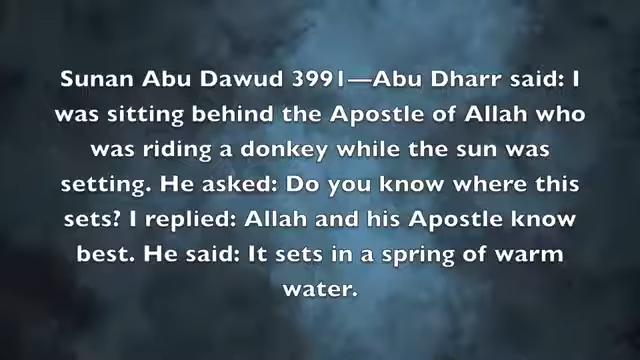 Sunan Abu Dawud 3991—Abu Dharr said: I
was sitting behind the Apostle of Allah who
was riding a donkey while the sun was
setting. He asked: Do you know where this
sets? I replied: Allah and his Apostle know
best. He said: It sets in a spring of warm
water.